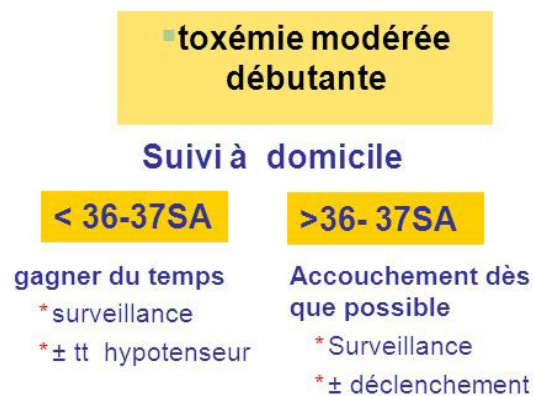 ▪toxémie modérée
débutante
Suivi à domicile
< 36-37SA
gagner du temps
*surveillance
*± tt hypotenseur
>36- 37SA
Accouchement dès
que possible
*Surveillance
*± déclenchement